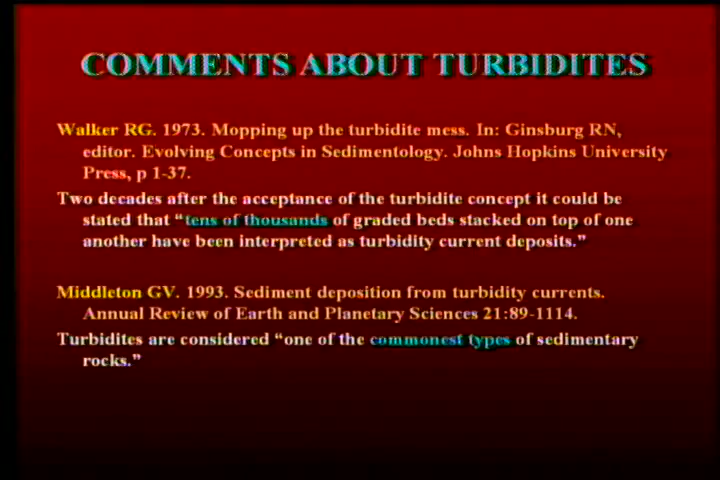 COMMENTS ABOUT TURBIDITES
Walker RG. 1973. Mopping up the turbidite mess. In: Ginsburg RN,
editor. Evolving Concepts in Sedimentology. Johns Hopkins University
Press, p 1-37.
Two decades after the acceptance of the turbidite concept it could be
stated that “tens of thousands of graded beds stacked on top of one
another have been interpreted as turbidity current deposits.”
Middleton GV. 1993. Sediment deposition from turbidity currents.
Annual Review of Earth and Planetary Sciences 21:89-1114.
Turbidites are considered “one of the commonest types of sedimentary
rocks.”